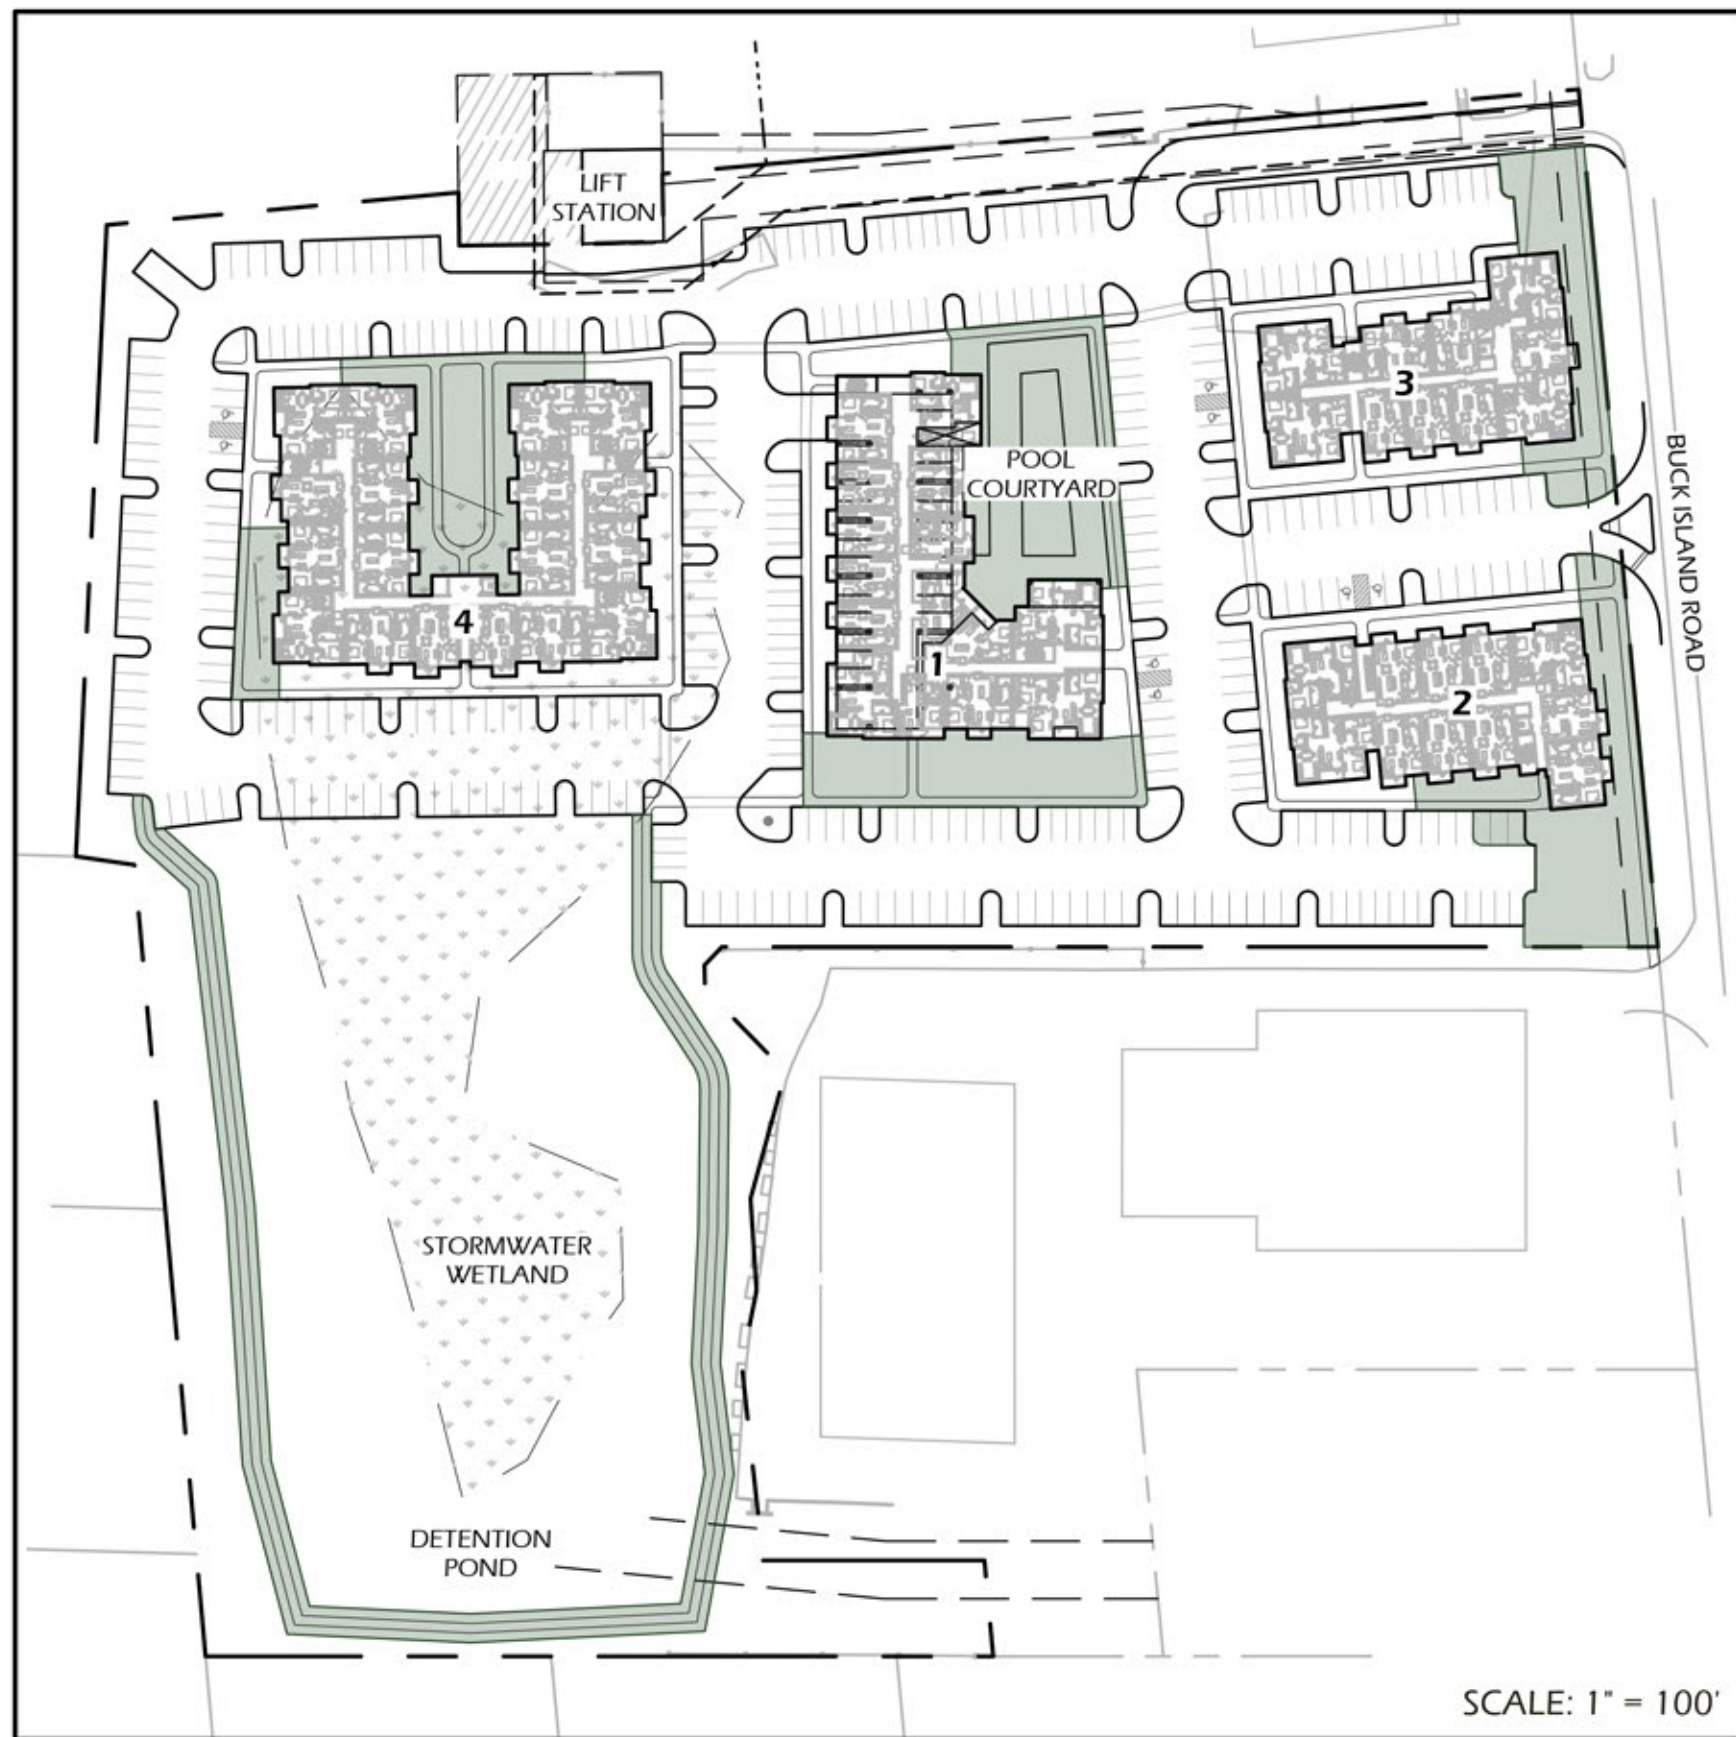 LIFT
STATION
POOL
COURTYARD
3
BUCK ISLAND ROAD
4
1
2
STORMWATER
WETLAND
DETENTION
POND
SCALE: 1" = 100'